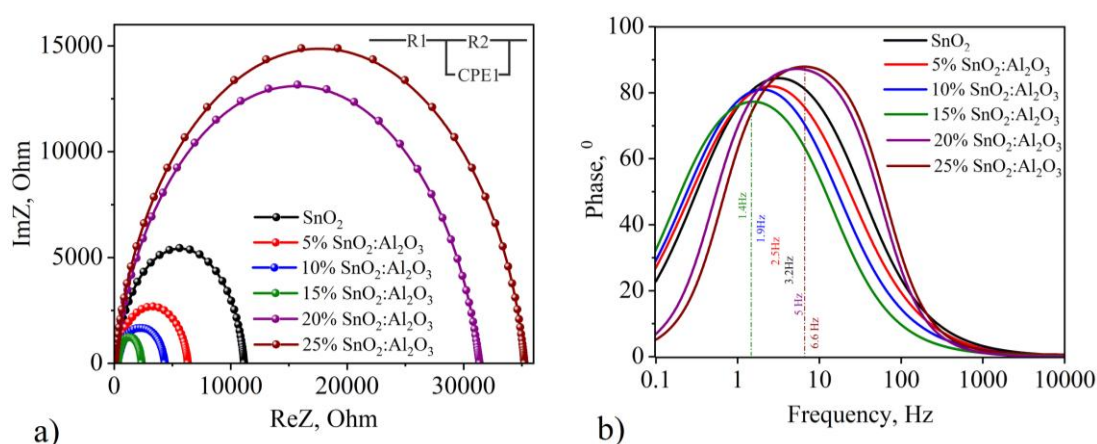 15000
10000
5000
0
ImZ, Ohm
0
10000
20000
30000
ReZ, Ohm
R1
R2
CPE1
SnO₂
5% SnO₂:Al₂O₃
10% SnO₂:Al₂O₃
15% SnO₂:Al₂O₃
20% SnO₂:Al₂O₃
25% SnO₂:Al₂O₃
a)
100
80
60
40
20
0
Phase, ⁰
0.1
1
10
100
1000
10000
Frequency, Hz
SnO₂
5% SnO₂:Al₂O₃
10% SnO₂:Al₂O₃
15% SnO₂:Al₂O₃
20% SnO₂:Al₂O₃
25% SnO₂:Al₂O₃
1.4Hz
1.9Hz
2.5Hz
3.2Hz
5 Hz
6.6 Hz
b)